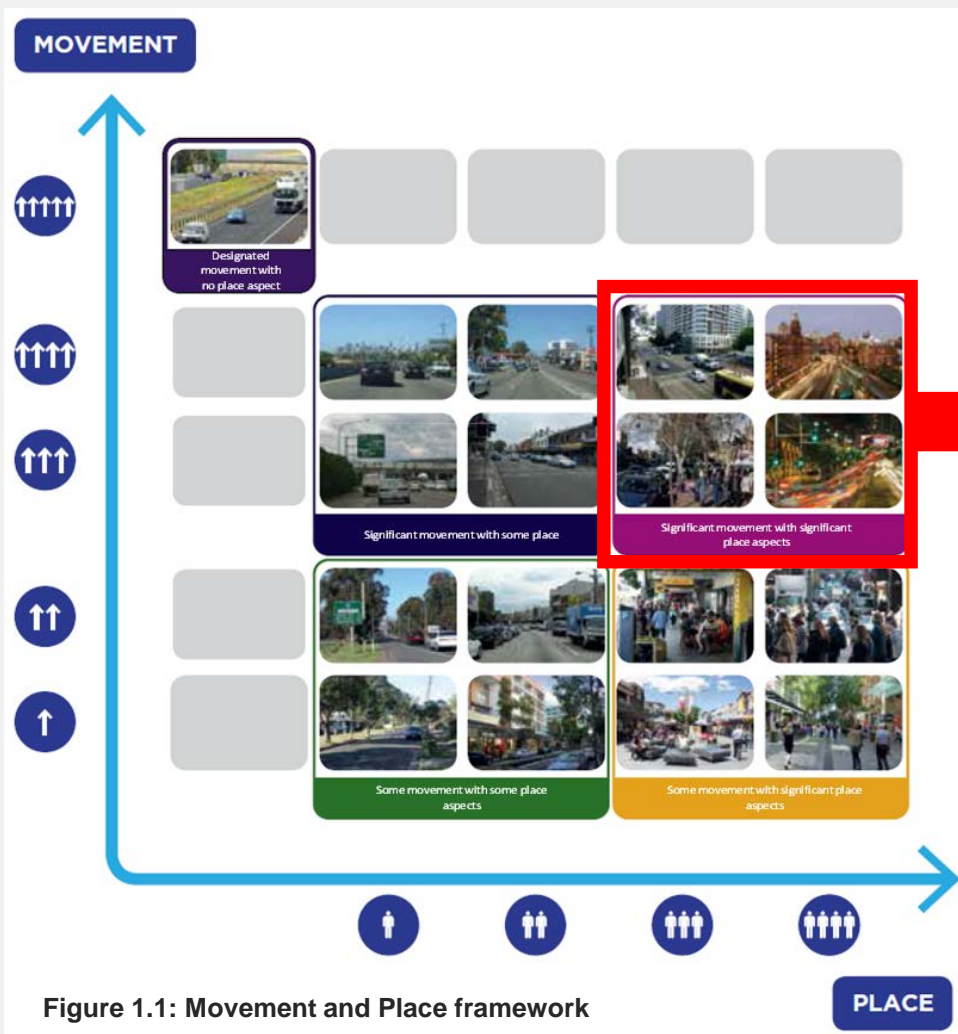 MOVEMENT
Designated
movement with
no place aspect
Significant movement with some place
Significant movement with significant
place aspects
Some movement with some place
aspects
Some movement with significant place
aspects
Figure 1.1: Movement and Place framework
PLACE